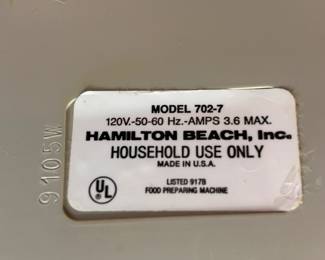 MODEL 702-7
120V.-50-60 Hz.-AMPS 3.6 MAX.
HAMILTON BEACH, Inc.
HOUSEHOLD USE ONLY
MADE IN U.S.A.
UL
LISTED 917B
FOOD PREPARING MACHINE
9105W